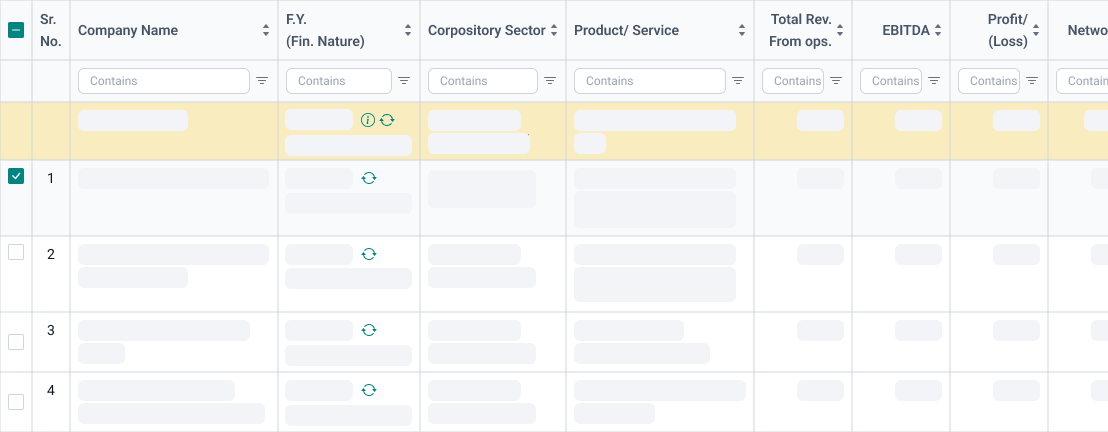 Sr.
No.
Company Name
F.Y.
(Fin. Nature)
Corpository Sector
Product/ Service
Total Rev.
From ops.
EBITDA
Profit/
(Loss)
Netwo
Contains
Contains
Contains
Contains
Contains
Contains
Contains
Contain
i
1
2
3
4